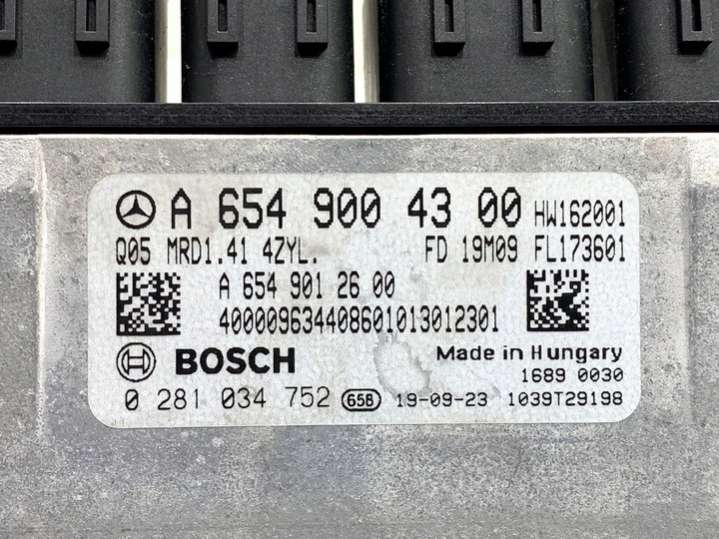 A 654 900 43 00 HW162001
Q05 MRD1.41 4ZYL. FD 19M09 FL173601
A 654 901 26 00
400009634408601013012301
BOSCH Made in Hungary
1689 0030
0 281 034 752 658 19-09-23 1039T29198